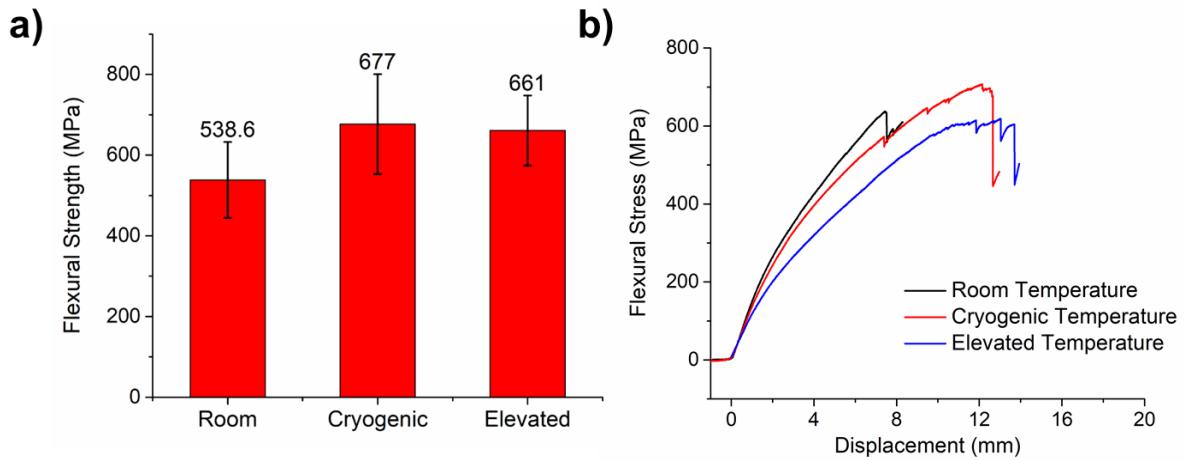 a)
Flexural Strength (MPa)
800
600
400
200
0
538.6
677
661
Room
Cryogenic
Elevated
b)
Flexural Stress (MPa)
800
600
400
200
0
Room Temperature
Cryogenic Temperature
Elevated Temperature
0 4 8 12 16 20
Displacement (mm)